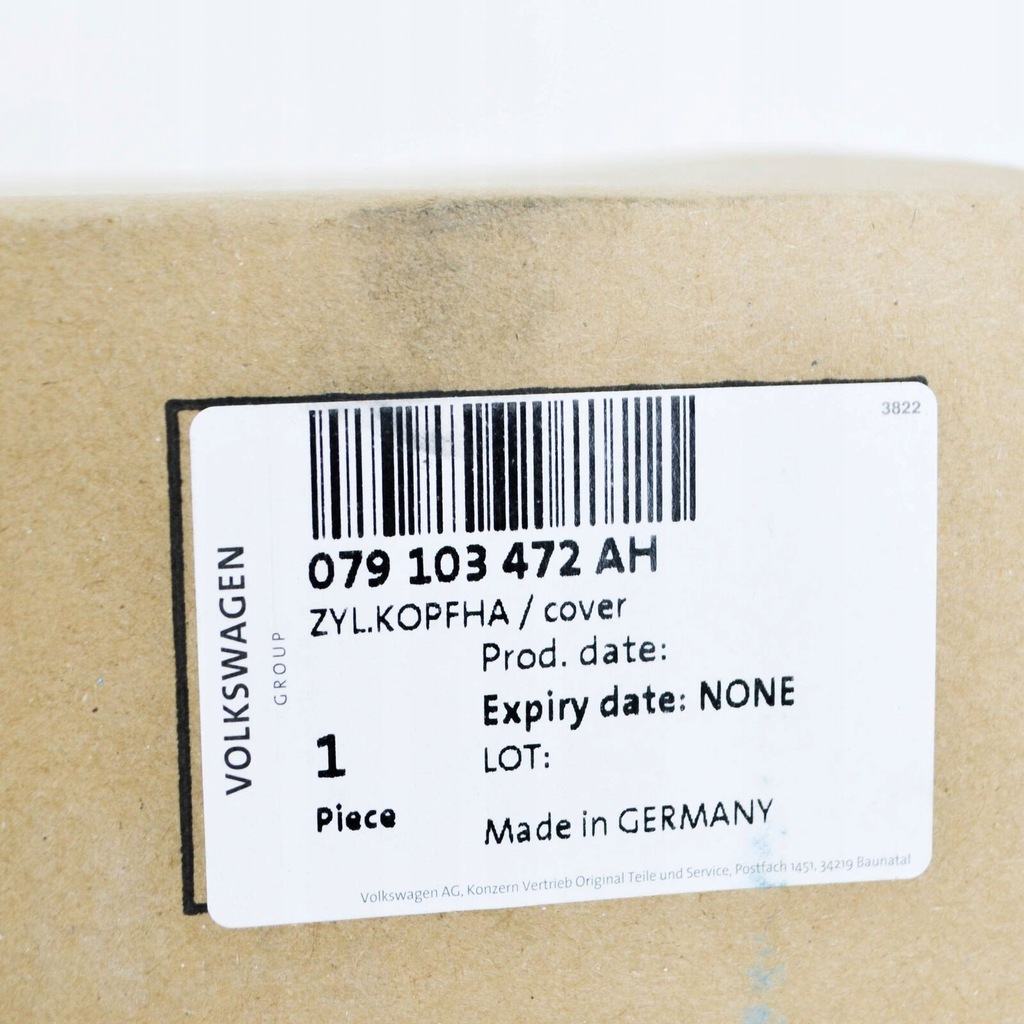 3822
079 103 472 AH
ZYL.KOPFHA / cover
Prod. date:
Expiry date: NONE
LOT:
1
Piece
Made in GERMANY
Volkswagen AG, Konzern Vertrieb Original Teile und Service, Postfach 1451, 34219 Baunatal
VOLKSWAGEN
GROUP